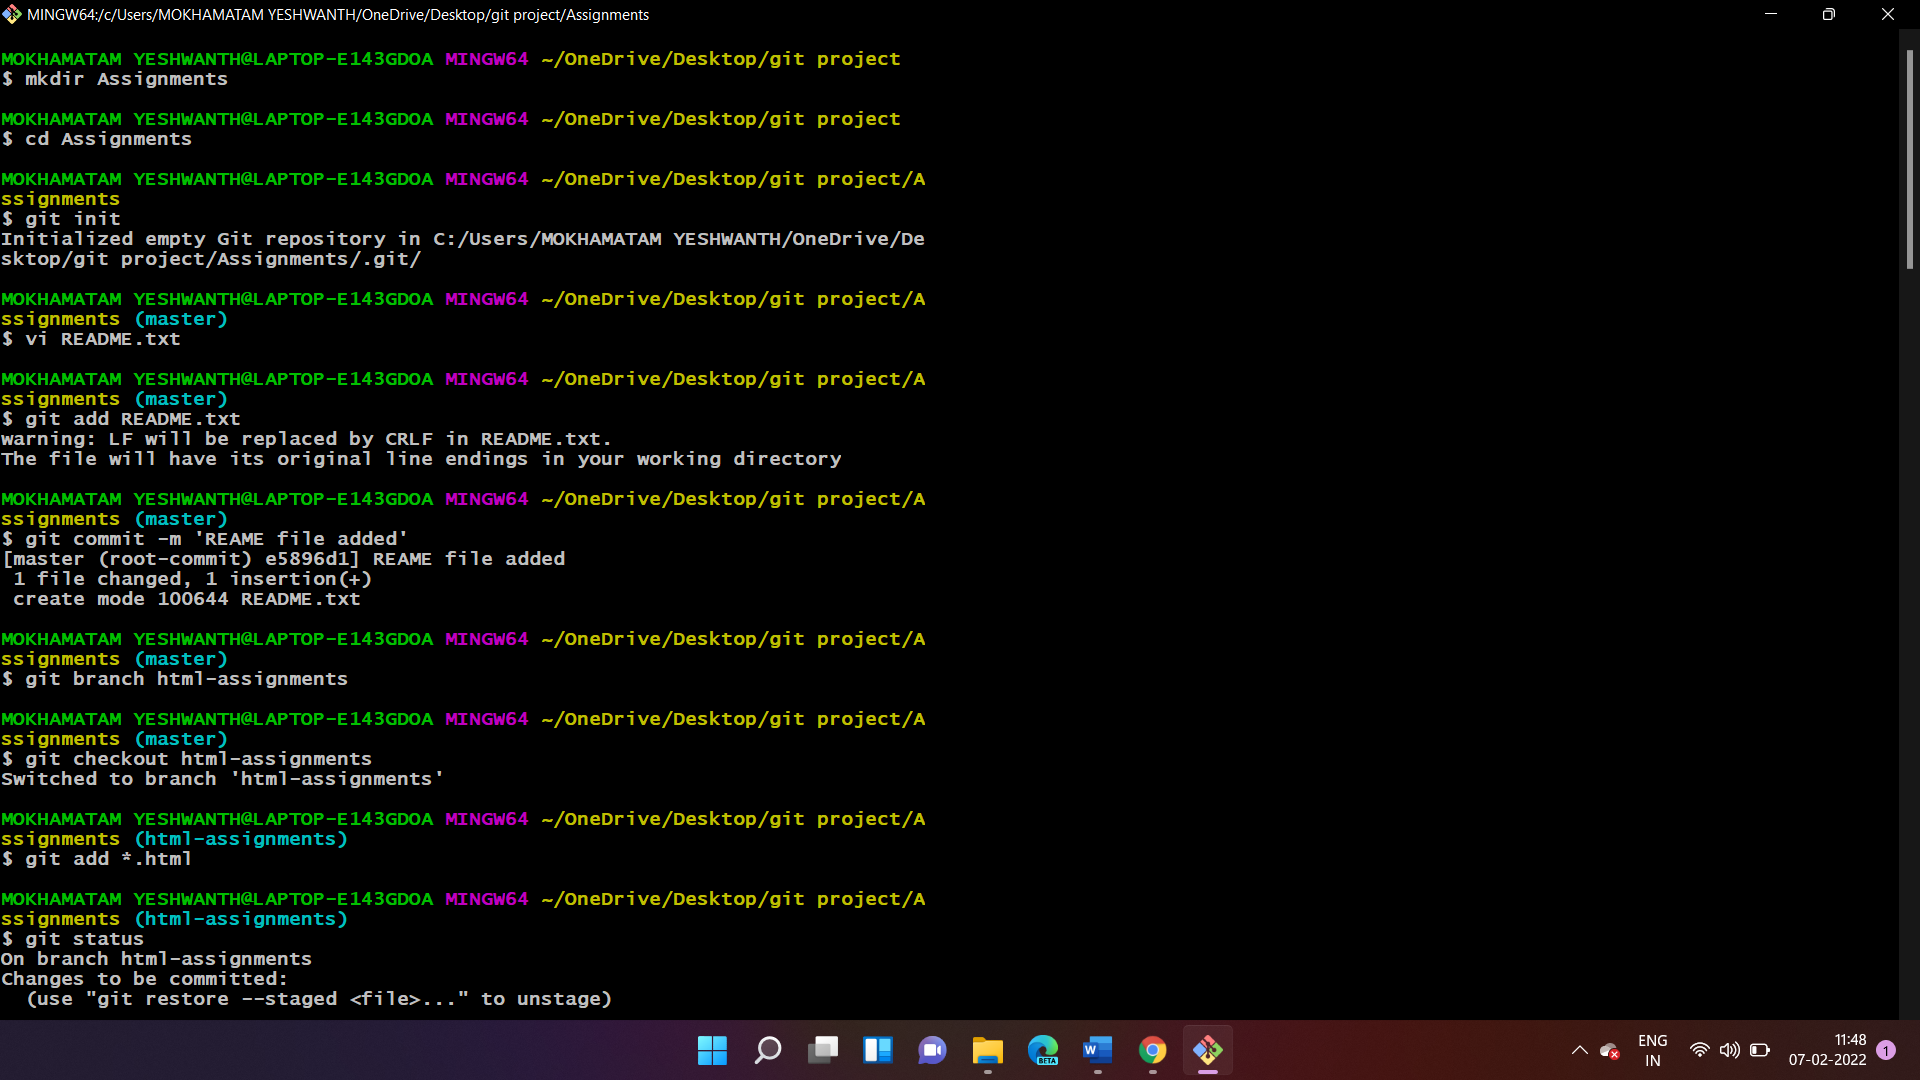 MINGW64:/c/Users/MOKHAMATAM YESHWANTH/OneDrive/Desktop/git project/Assignments
MOKHAMATAM YESHWANTH@LAPTOP-E143GDOA MINGW64 ~/OneDrive/Desktop/git project
$ mkdir Assignments
MOKHAMATAM YESHWANTH@LAPTOP-E143GDOA MINGW64 ~/OneDrive/Desktop/git project
$ cd Assignments
MOKHAMATAM YESHWANTH@LAPTOP-E143GDOA MINGW64 ~/OneDrive/Desktop/git project/A
ssignments
$ git init
Initialized empty Git repository in C:/Users/MOKHAMATAM YESHWANTH/OneDrive/De
sktop/git project/Assignments/.git/
MOKHAMATAM YESHWANTH@LAPTOP-E143GDOA MINGW64 ~/OneDrive/Desktop/git project/A
ssignments (master)
$ vi README.txt
MOKHAMATAM YESHWANTH@LAPTOP-E143GDOA MINGW64 ~/OneDrive/Desktop/git project/A
ssignments (master)
$ git add README.txt
warning: LF will be replaced by CRLF in README.txt.
The file will have its original line endings in your working directory
MOKHAMATAM YESHWANTH@LAPTOP-E143GDOA MINGW64 ~/OneDrive/Desktop/git project/A
ssignments (master)
$ git commit -m 'REAME file added'
[master (root-commit) e5896d1] REAME file added
 1 file changed, 1 insertion(+)
 create mode 100644 README.txt
MOKHAMATAM YESHWANTH@LAPTOP-E143GDOA MINGW64 ~/OneDrive/Desktop/git project/A
ssignments (master)
$ git branch html-assignments
MOKHAMATAM YESHWANTH@LAPTOP-E143GDOA MINGW64 ~/OneDrive/Desktop/git project/A
ssignments (master)
$ git checkout html-assignments
Switched to branch 'html-assignments'
MOKHAMATAM YESHWANTH@LAPTOP-E143GDOA MINGW64 ~/OneDrive/Desktop/git project/A
ssignments (html-assignments)
$ git add *.html
MOKHAMATAM YESHWANTH@LAPTOP-E143GDOA MINGW64 ~/OneDrive/Desktop/git project/A
ssignments (html-assignments)
$ git status
On branch html-assignments
Changes to be committed:
  (use "git restore --staged <file>..." to unstage)
BETA
W
ENG
IN
11:48
07-02-2022
1